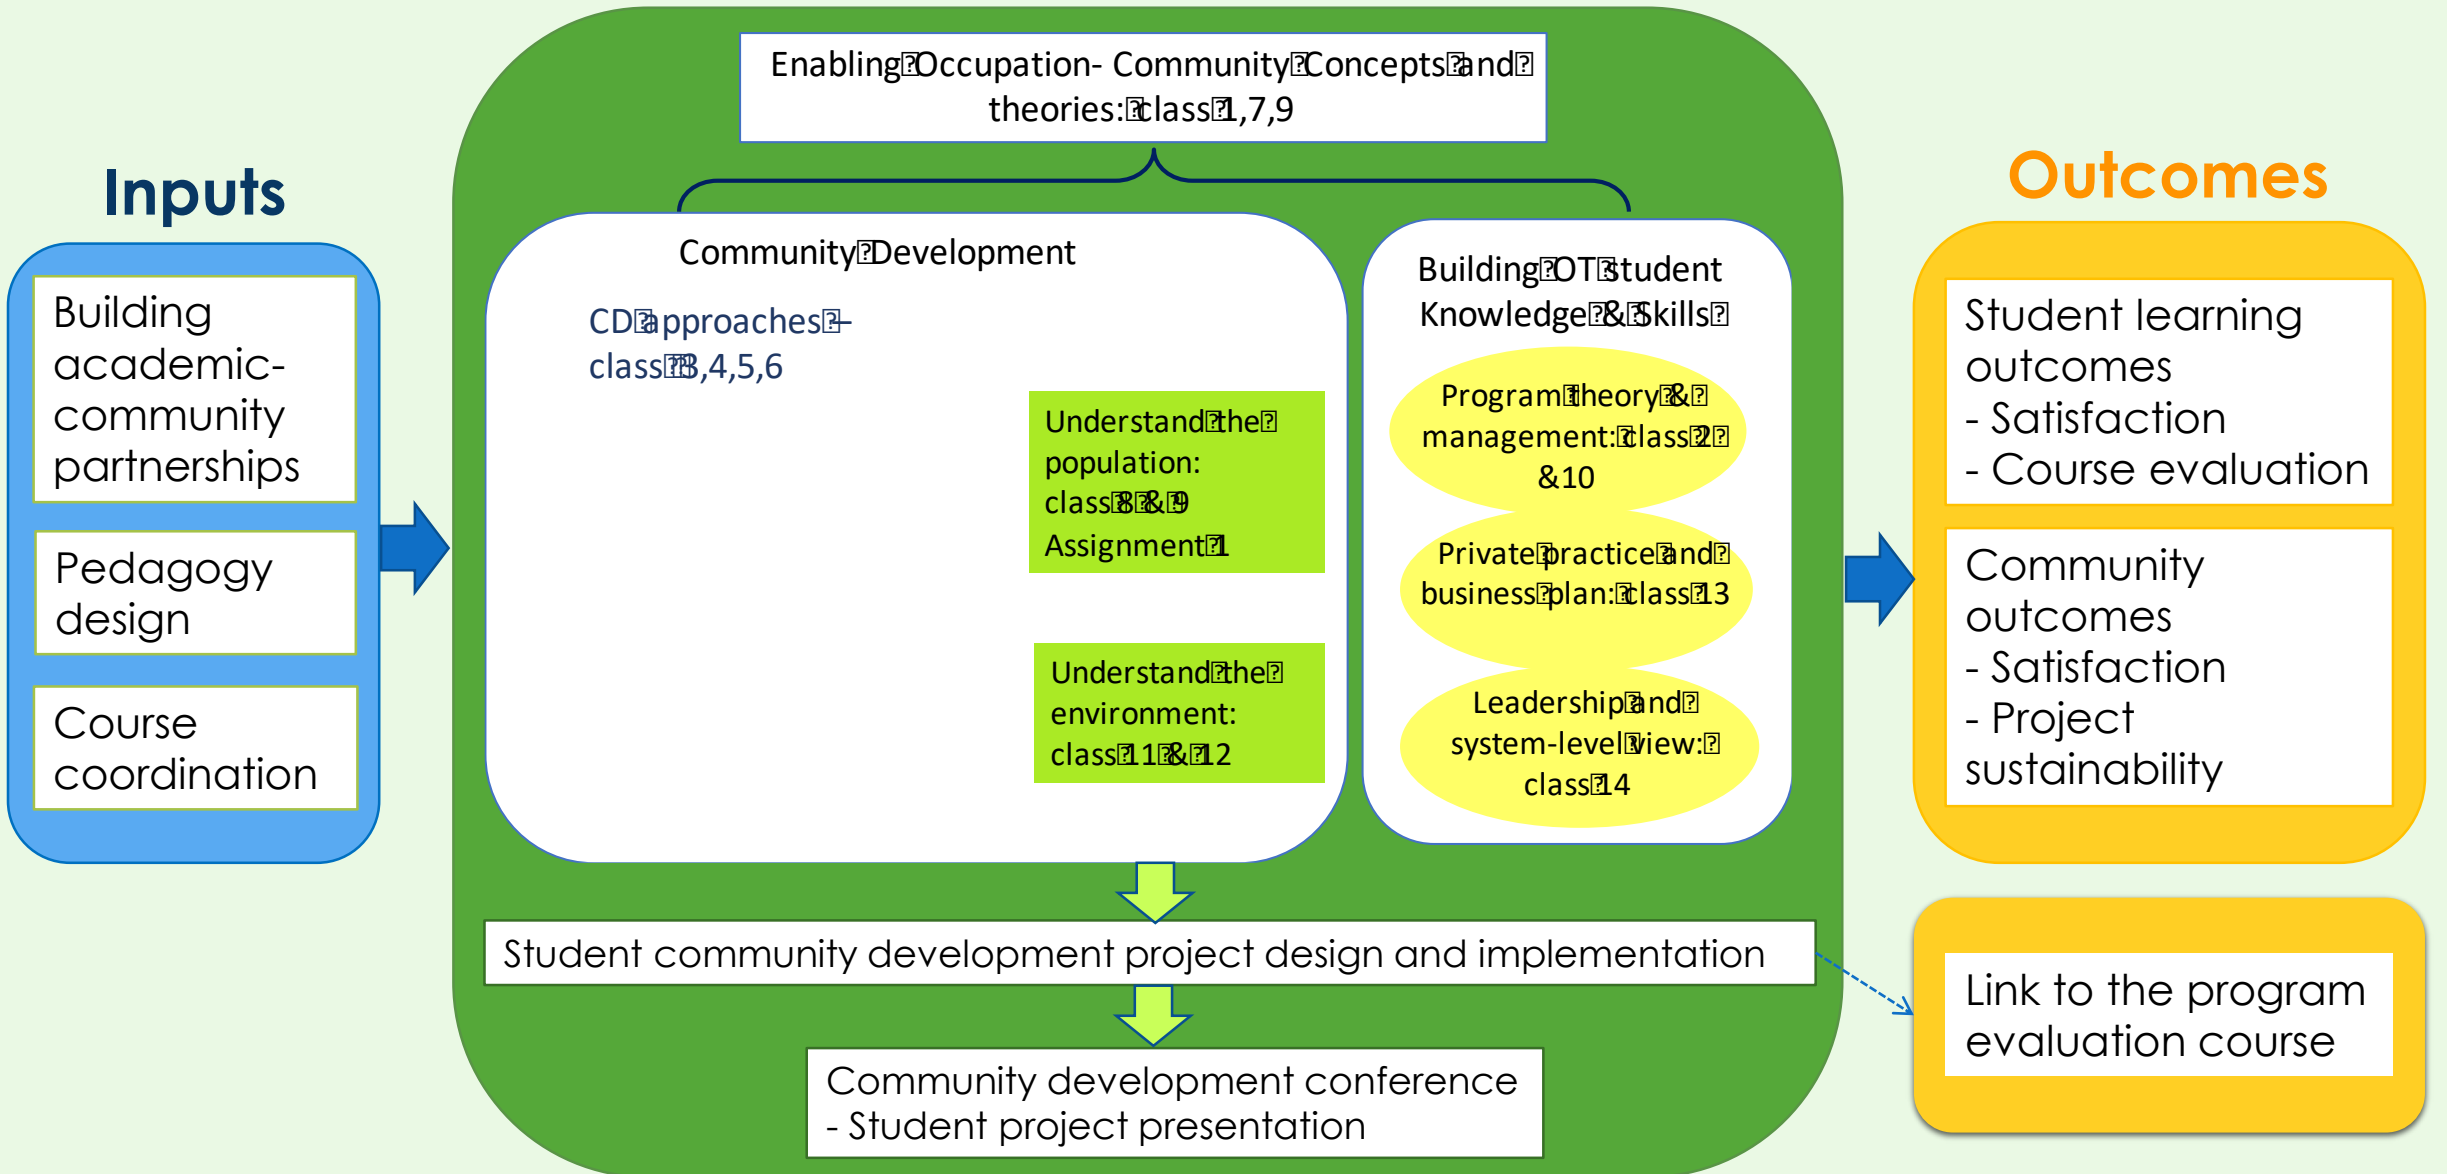 Inputs
Building
academic-
community
partnerships
Pedagogy
design
Course
coordination
Enabling Occupation- Community Concepts and
theories: class 1,7,9
Community Development
CD approaches –
class 3,4,5,6
Understand the
population:
class 8 & 9
Assignment 1
Understand the
environment:
class 11 & 12
Building OT student
Knowledge & Skills
Program theory &
management: class 2
&10
Private practice and
business plan: class 13
Leadership and
system-level view:
class 14
Student community development project design and implementation
Community development conference
- Student project presentation
Outcomes
Student learning
outcomes
- Satisfaction
- Course evaluation
Community
outcomes
- Satisfaction
- Project
sustainability
Link to the program
evaluation course